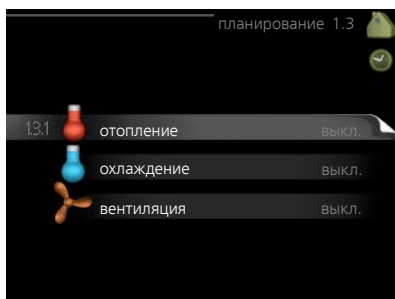 планирование 1.3
1.3.1 отопление выкл.
охлаждение выкл.
вентиляция выкл.